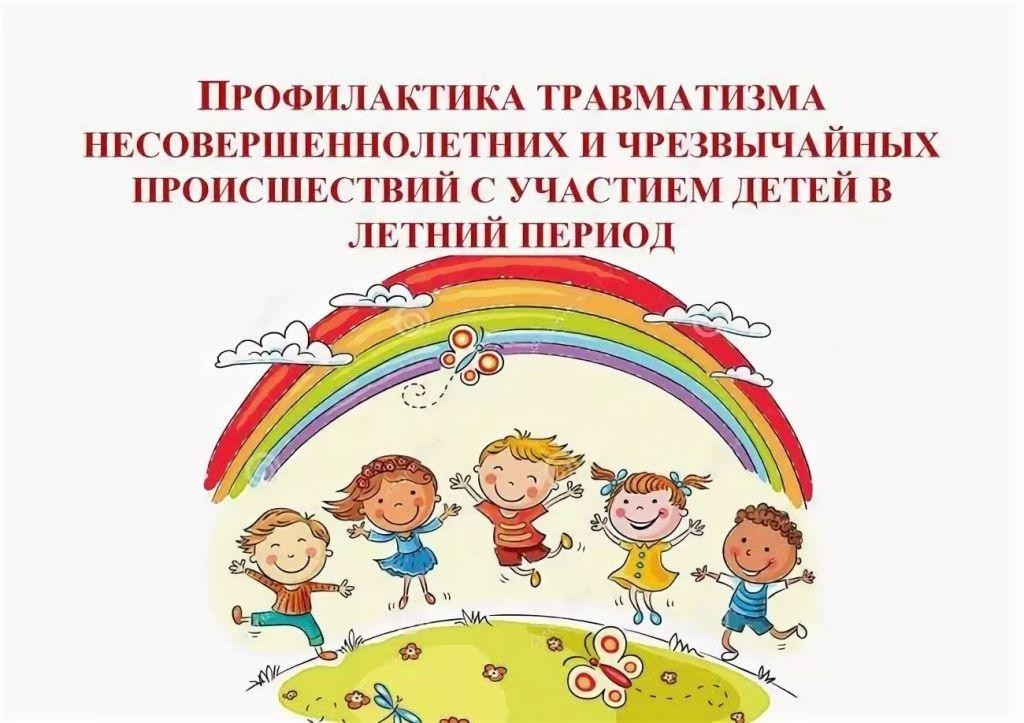 ПРОФИЛАКТИКА ТРАВМАТИЗМА
НЕСОВЕРШЕННОЛЕТНИХ И ЧРЕЗВЫЧАЙНЫХ
ПРОИСШЕСТВИЙ С УЧАСТИЕМ ДЕТЕЙ В
ЛЕТНИЙ ПЕРИОД